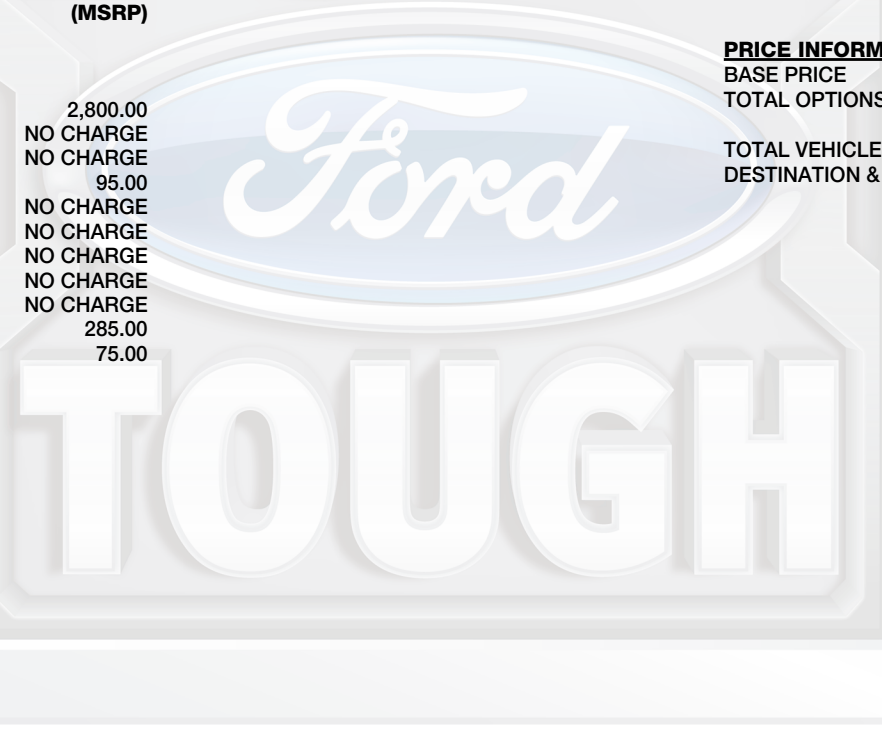 (MSRP)
2,800.00
NO CHARGE
NO CHARGE
95.00
NO CHARGE
NO CHARGE
NO CHARGE
NO CHARGE
NO CHARGE
285.00
75.00
PRICE INFORM
BASE PRICE
TOTAL OPTIONS
TOTAL VEHICLE
DESTINATION &
Ford
TOUGH